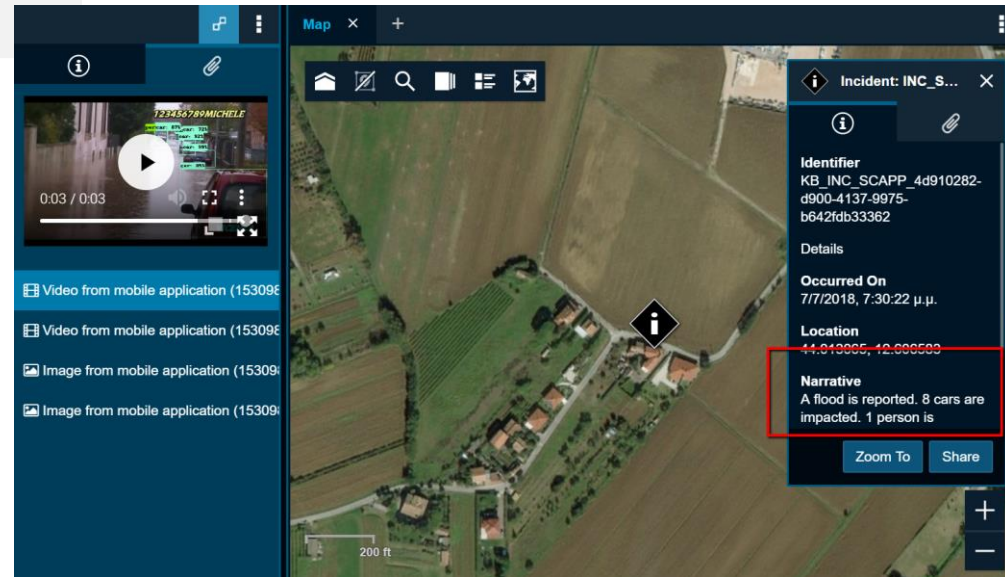 Map
123456789MICHELE
0:03 / 0:03
Video from mobile application (15309
Video from mobile application (15309
Image from mobile application (1530
Image from mobile application (1530
200 ft
Incident: INC_S...
Identifier
KB_INC_SCAPP_4d910282-
d900-4137-9975-
b642fdb33362
Details
Occurred On
7/7/2018, 7:30:22 μ.μ.
Location
Narrative
A flood is reported. 8 cars are
impacted. 1 person is
Zoom To
Share